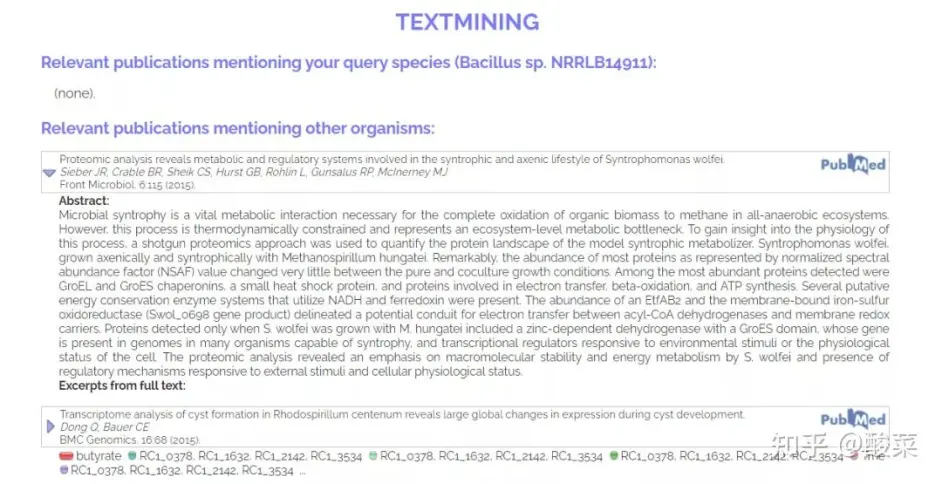 TEXTMINING
Relevant publications mentioning your query species (Bacillus sp. NRRLB14911):
(none).
Relevant publications mentioning other organisms:
Proteomic analysis reveals metabolic and regulatory systems involved in the syntrophic and axenic lifestyle of Syntrophomonas wolfei.
Sieber JR, Crable BR, Sheik CS, Hurst GB, Rohlin L, Gunsalus RP, McInerney MJ
Front Microbiol. 6:115 (2015).
PubMed
Abstract:
Microbial syntrophy is a vital metabolic interaction necessary for the complete oxidation of organic biomass to methane in all-anaerobic ecosystems.
However, this process is thermodynamically constrained and represents an ecosystem-level metabolic bottleneck. To gain insight into the physiology of
this process, a shotgun proteomics approach was used to quantify the protein landscape of the model syntrophic metabolizer, Syntrophomonas wolfei,
grown axenically and syntrophically with Methanospirillum hungatei. Remarkably, the abundance of most proteins as represented by normalized spectral
abundance factor (NSAF) value changed very little between the pure and coculture growth conditions. Among the most abundant proteins detected were
GroEL and GroES chaperonins, a small heat shock protein, and proteins involved in electron transfer, beta-oxidation, and ATP synthesis. Several putative
energy conservation enzyme systems that utilize NADH and ferredoxin were present. The abundance of an EtfAB2 and the membrane-bound iron-sulfur
oxidoreductase (Swol_0698 gene product) delineated a potential conduit for electron transfer between acyl-CoA dehydrogenases and membrane redox
carriers. Proteins detected only when S. wolfei was grown with M. hungatei included a zinc-dependent dehydrogenase with a GroES domain, whose gene
is present in genomes in many organisms capable of syntrophy, and transcriptional regulators responsive to environmental stimuli or the physiological
status of the cell. The proteomic analysis revealed an emphasis on macromolecular stability and energy metabolism by S. wolfei and presence of
regulatory mechanisms responsive to external stimuli and cellular physiological status.
Excerpts from full text:
Transcriptome analysis of cyst formation in Rhodospirillum centenum reveals large global changes in expression during cyst development.
Dong Q, Bauer CE
BMC Genomics. 16:68 (2015).
PubMed
butyrate RC1_0378, RC1_1632, RC1_2142, RC1_3534 RC1_0378, RC1_1632, RC1_2142, RC1_3534 RC1_0378, RC1_1632, RC1_2142, RC1_3534
RC1_0378, RC1_1632, RC1_2142, RC1_3534 ...
知乎 @酸菜